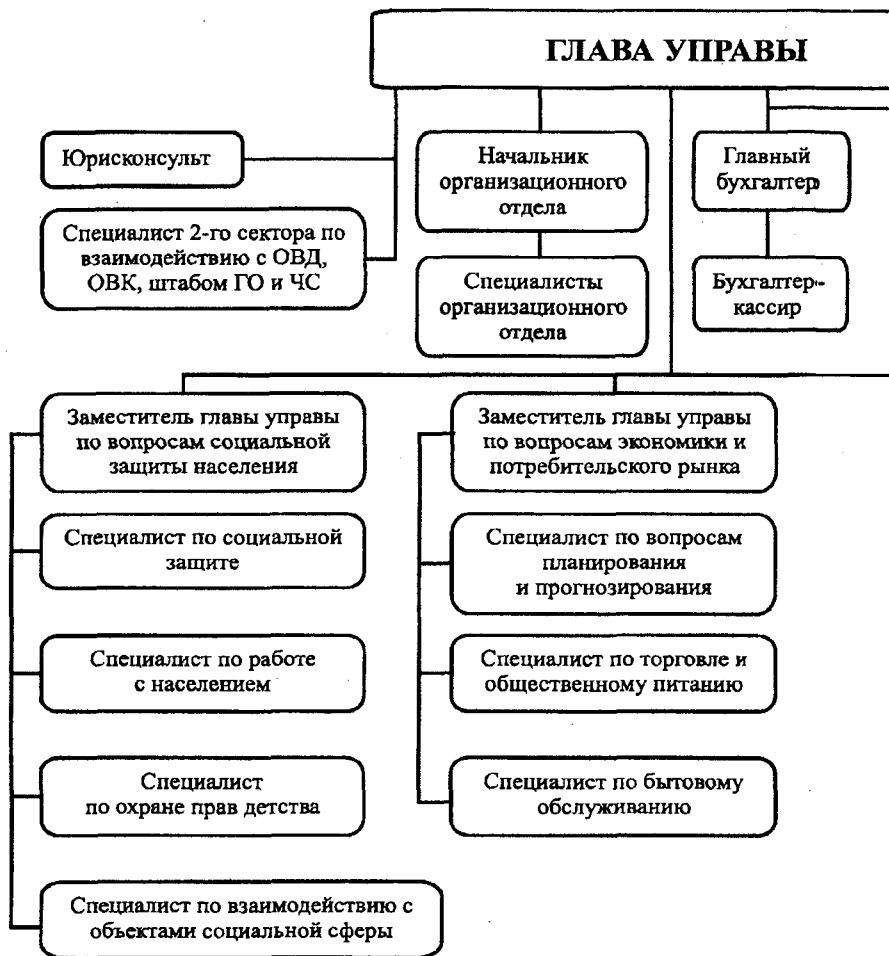 ГЛАВА УПРАВЫ
Юрисконсульт
Специалист 2-го сектора по
взаимодействию с ОВД,
ОВК, штабом ГО и ЧС
Начальник
организационного
отдела
Специалисты
организационного
отдела
Главный
бухгалтер
Бухгалтер-
кассир
Заместитель главы управы
по вопросам социальной
защиты населения
Специалист по социальной
защите
Специалист по работе
с населением
Специалист
по охране прав детства
Специалист по взаимодействию с
объектами социальной сферы
Заместитель главы управы
по вопросам экономики и
потребительского рынка
Специалист по вопросам
планирования
и прогнозирования
Специалист по торговле и
общественному питанию
Специалист по бытовому
обслуживанию